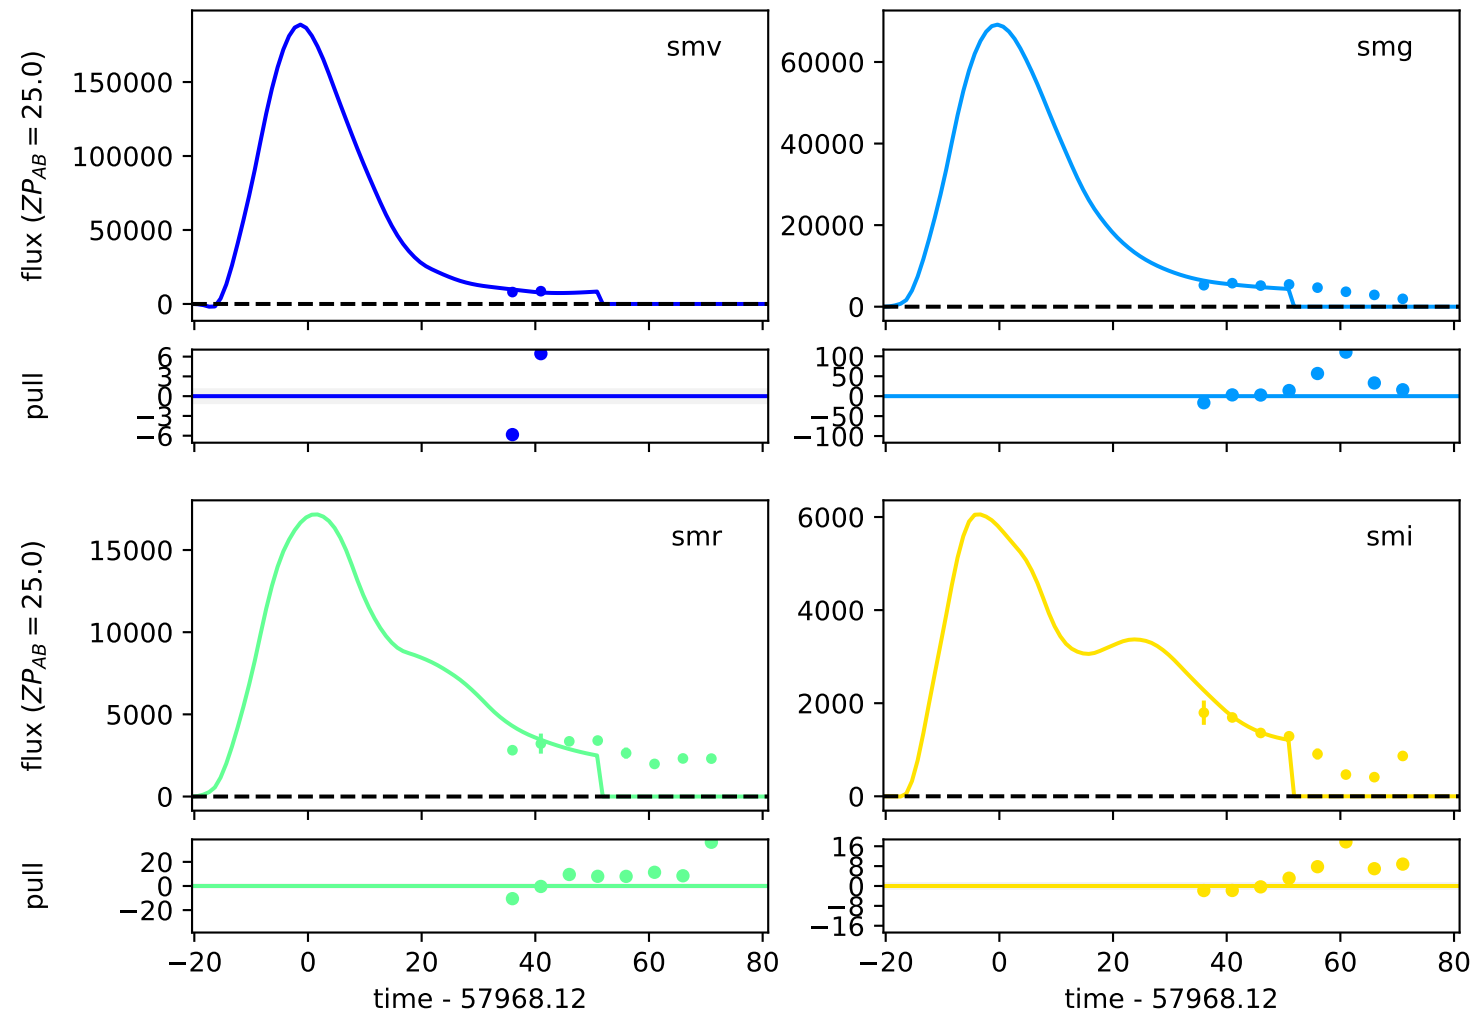 smv
flux (ZP_AB = 25.0)
150000
100000
50000
0
smg
60000
40000
20000
0
pull
6
3
0
−3
−6
100
50
0
−50
−100
smr
flux (ZP_AB = 25.0)
15000
10000
5000
0
smi
6000
4000
2000
0
pull
20
0
−20
16
8
0
−8
−16
−20 0 20 40 60 80
−20 0 20 40 60 80
time - 57968.12
time - 57968.12